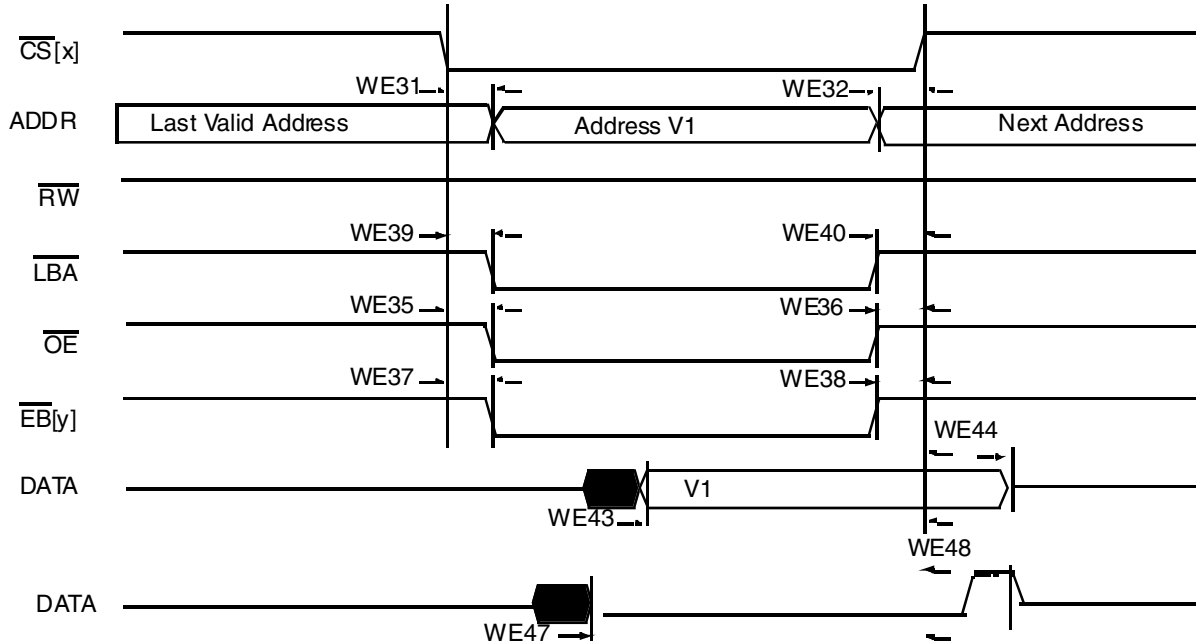 CS[x]
WE31
WE32
ADDR
Last Valid Address
Address V1
Next Address
RW
WE39
WE40
LBA
WE35
WE36
OE
WE37
WE38
EB[y]
WE44
DATA
V1
WE43
WE48
DATA
WE47